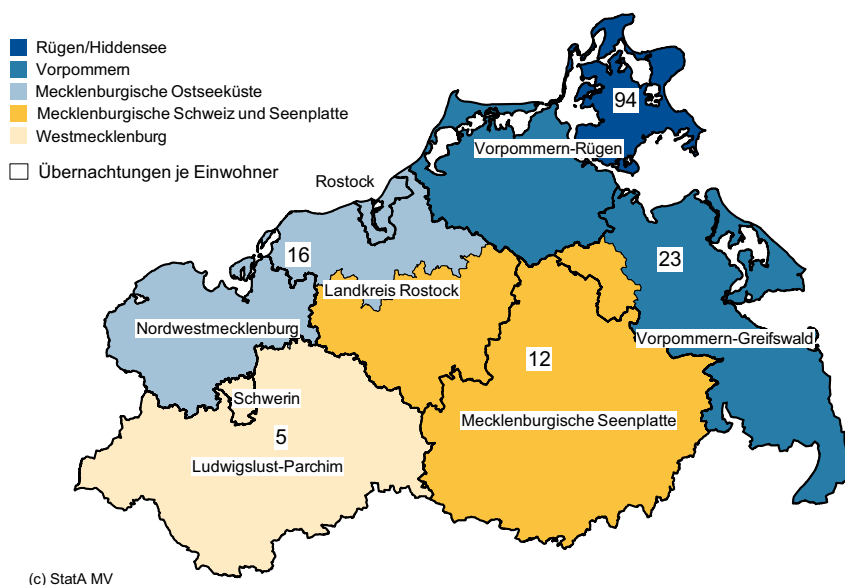 Rügen/Hiddensee
Vorpommern
Mecklenburgische Ostseeküste
Mecklenburgische Schweiz und Seenplatte
Westmecklenburg
Übernachtungen je Einwohner
94
Vorpommern-Rügen
Rostock
16
23
Landkreis Rostock
Nordwestmecklenburg
Vorpommern-Greifswald
12
Schwerin
Mecklenburgische Seenplatte
5
Ludwigslust-Parchim
(c) StatA MV